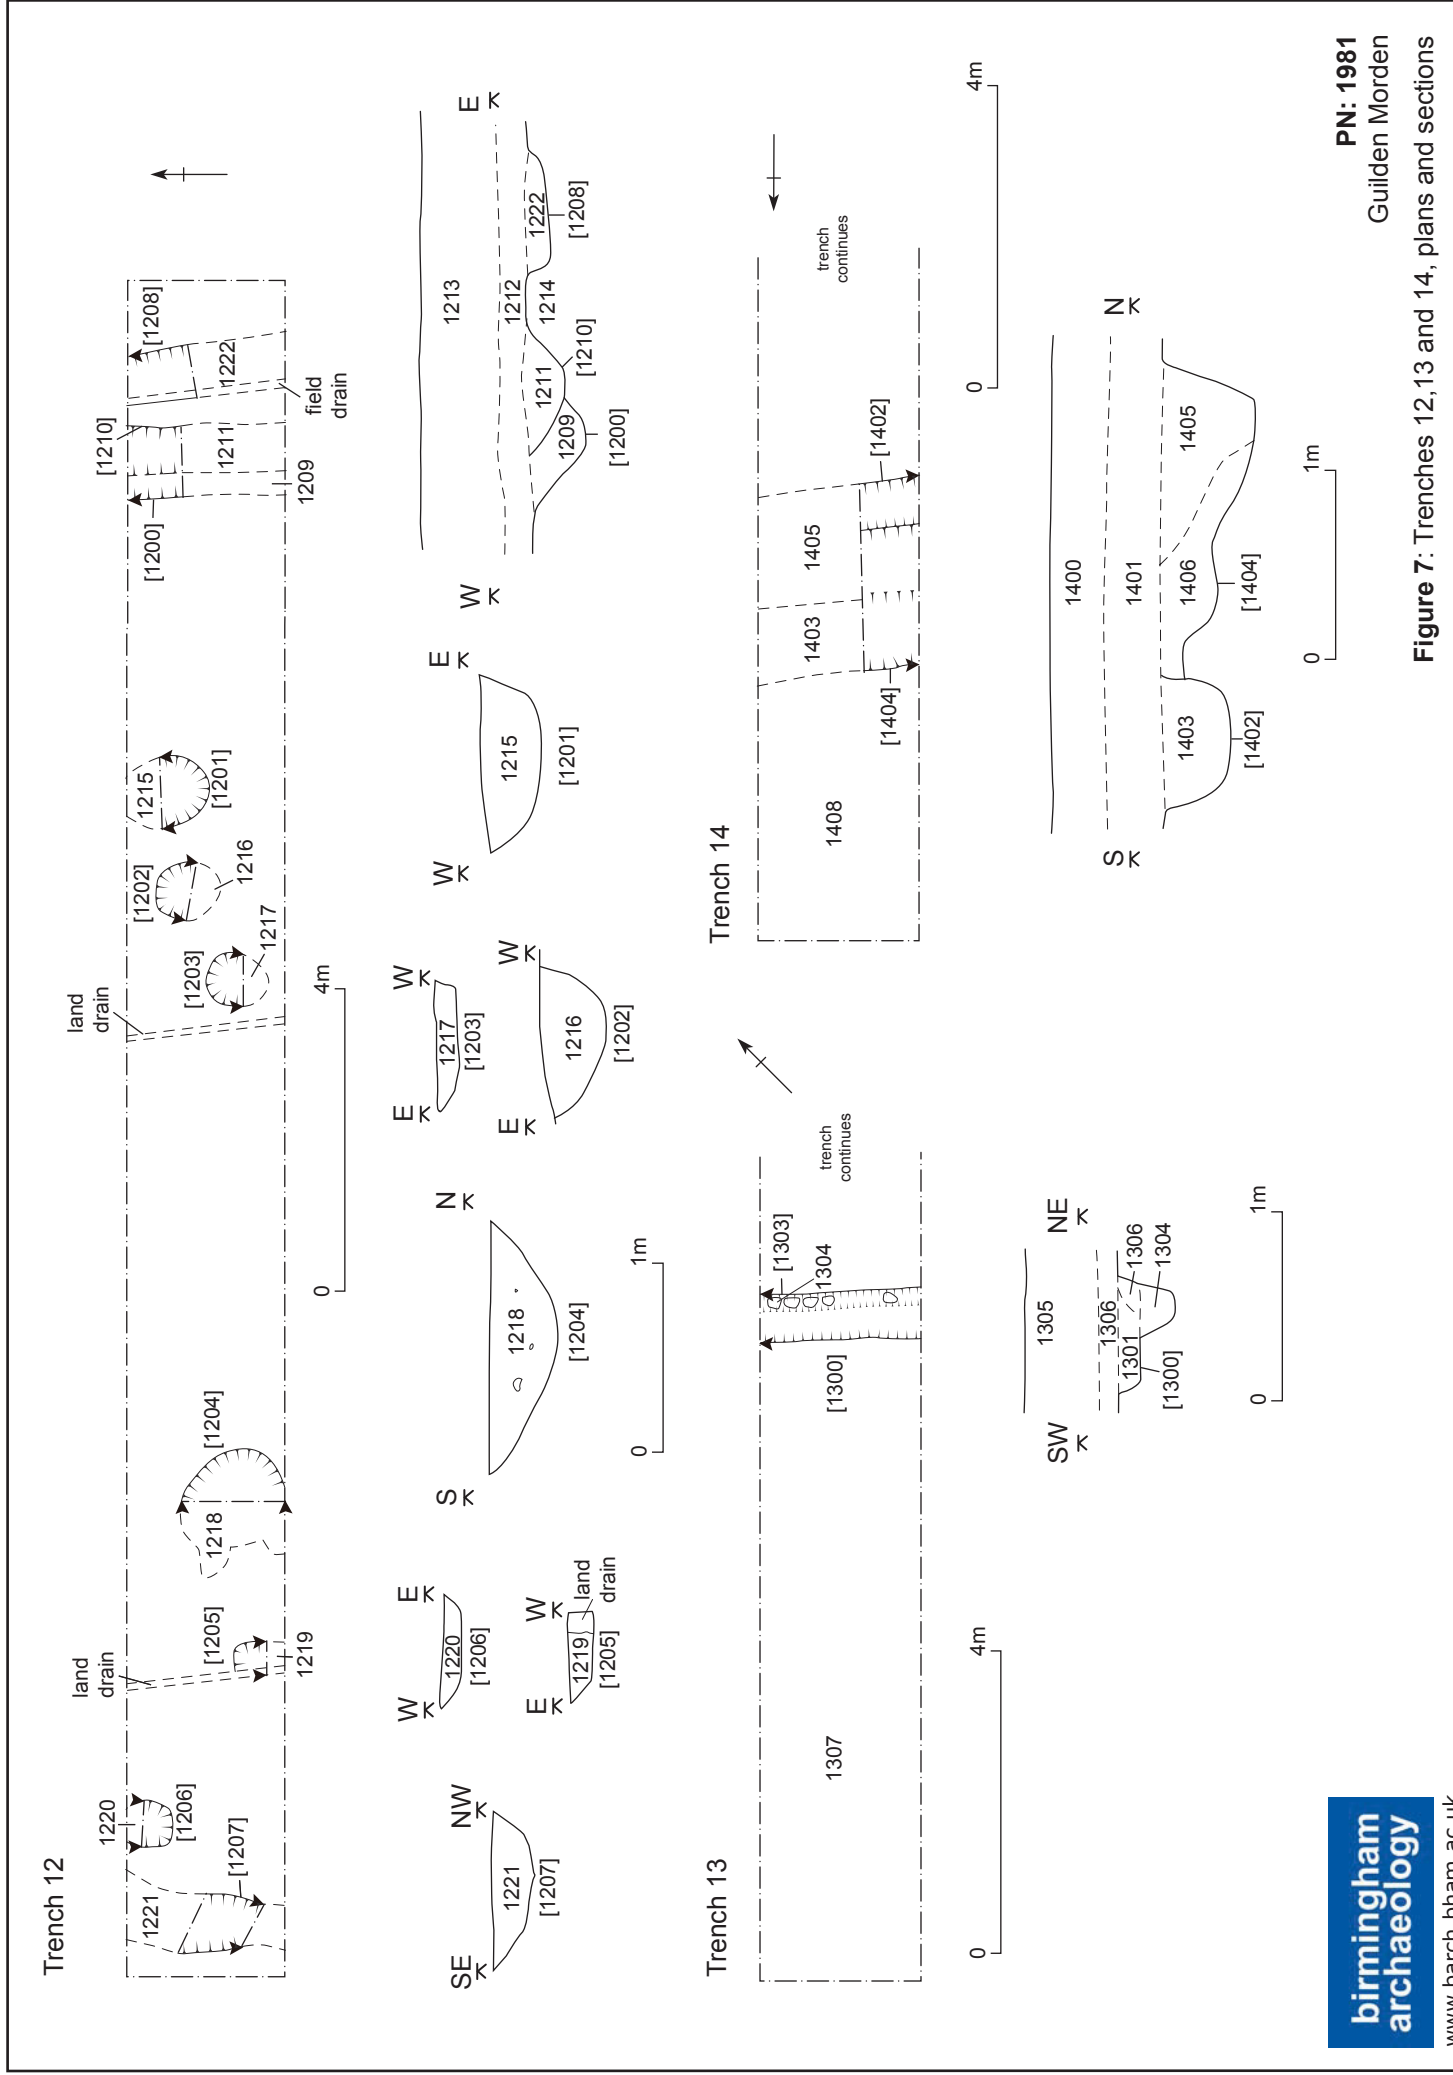 Trench 12
1221
[1207]
1220
[1206]
land
drain
[1205]
1219
1218
[1204]
land
drain
[1203]
1217
[1202]
1216
1215
[1201]
[1200]
1209
[1210]
1211
field
drain
1222
[1208]
0
4m
SE
NW
1221
[1207]
W
E
1220
[1206]
E
W
1219
land
drain
[1205]
S
N
1218
[1204]
0
1m
E
W
1217
[1203]
E
W
1216
[1202]
W
E
1215
[1201]
W
E
1213
1212
1214
1222
[1208]
1211
[1210]
1209
[1200]
Trench 13
1307
[1300]
[1303]
1304
trench
continues
0
4m
SW
NE
1305
1306
1301
[1300]
1306
1304
0
1m
Trench 14
1408
1403
1405
[1404]
[1402]
trench
continues
0
4m
S
N
1400
1401
1403
[1402]
1406
[1404]
1405
0
1m
birmingham
archaeology
www.barch.bham.ac.uk
PN: 1981
Guilden Morden
Figure 7: Trenches 12,13 and 14, plans and sections